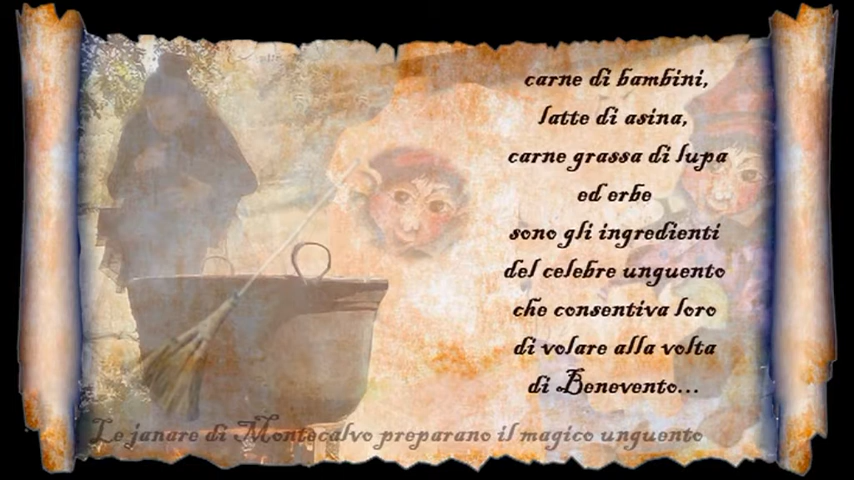 carne di bambini,
latte di asina,
carne grassa di lupa
ed erbe
sono gli ingredienti
del celebre unguento
che consentiva loro
di volare alla volta
di Benevento...
Le janare di Montecalvo preparano il magico unguento